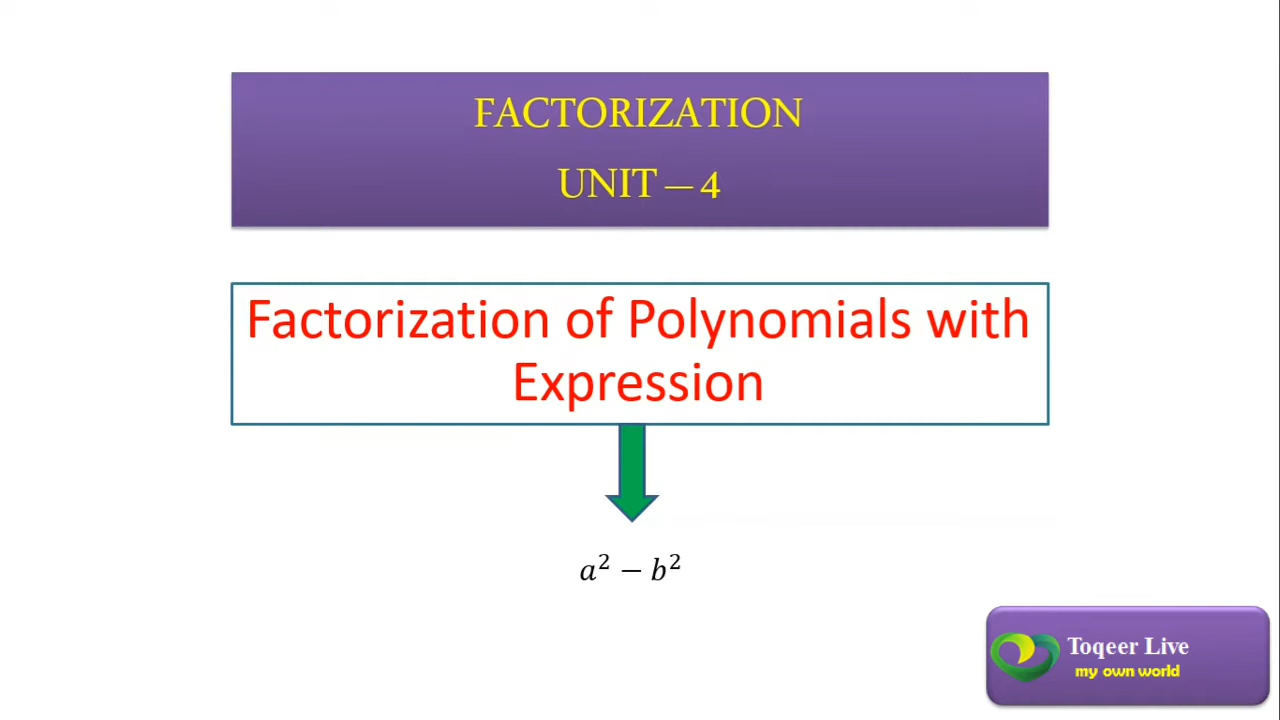 FACTORIZATION
UNIT – 4
Factorization of Polynomials with
Expression
a² − b²
Toqeer Live
my own world